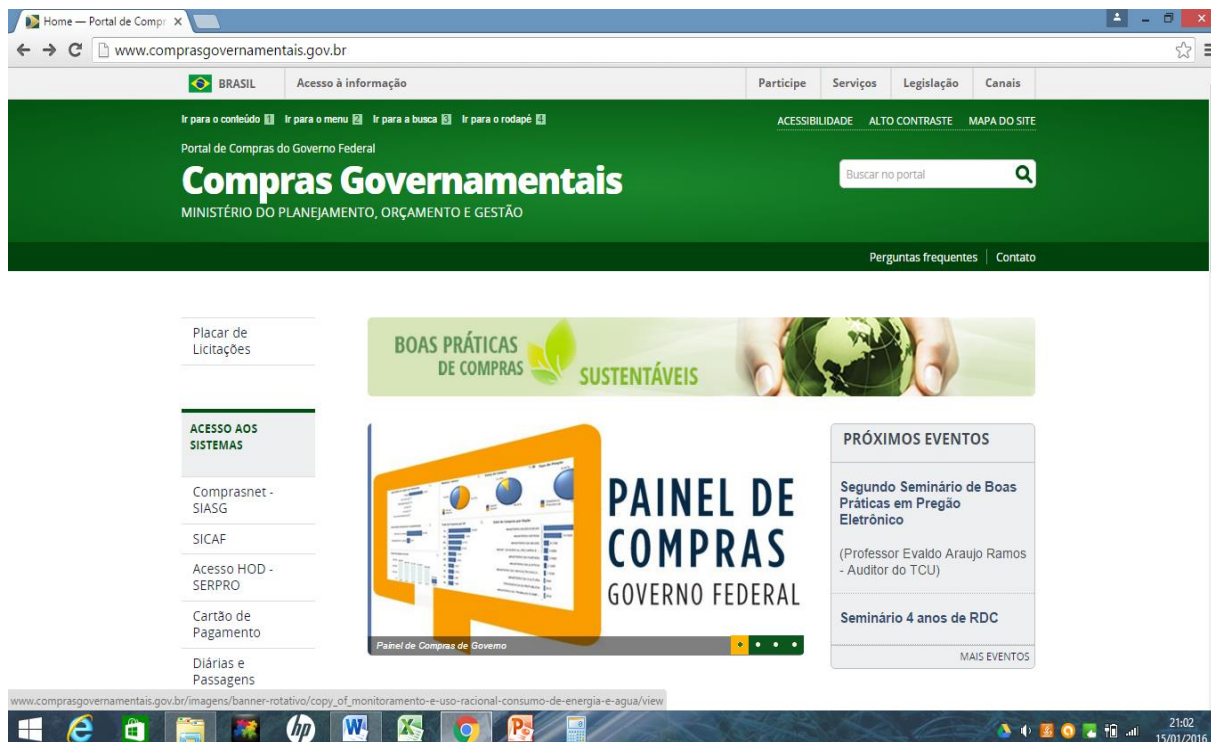 Home — Portal de Compr
www.comprasgovernamentais.gov.br
BRASIL Acesso à informação Participe Serviços Legislação Canais
Ir para o conteúdo 1 Ir para o menu 2 Ir para a busca 3 Ir para o rodapé 4 ACESSIBILIDADE ALTO CONTRASTE MAPA DO SITE
Portal de Compras do Governo Federal
Compras Governamentais
Buscar no portal
MINISTÉRIO DO PLANEJAMENTO, ORÇAMENTO E GESTÃO
Perguntas frequentes Contato
Placar de
Licitações
BOAS PRÁTICAS
DE COMPRAS
SUSTENTÁVEIS
ACESSO AOS
SISTEMAS
Comprasnet -
SIASG
SICAF
Acesso HOD -
SERPRO
Cartão de
Pagamento
Diárias e
Passagens
PAINEL DE
COMPRAS
GOVERNO FEDERAL
Painel de Compras de Governo
PRÓXIMOS EVENTOS
Segundo Seminário de Boas
Práticas em Pregão
Eletrônico
(Professor Evaldo Araujo Ramos
- Auditor do TCU)
Seminário 4 anos de RDC
MAIS EVENTOS
www.comprasgovernamentais.gov.br/imagens/banner-rotativo/copy_of_monitoramento-e-uso-racional-consumo-de-energia-e-agua/view
21:02
15/01/2016